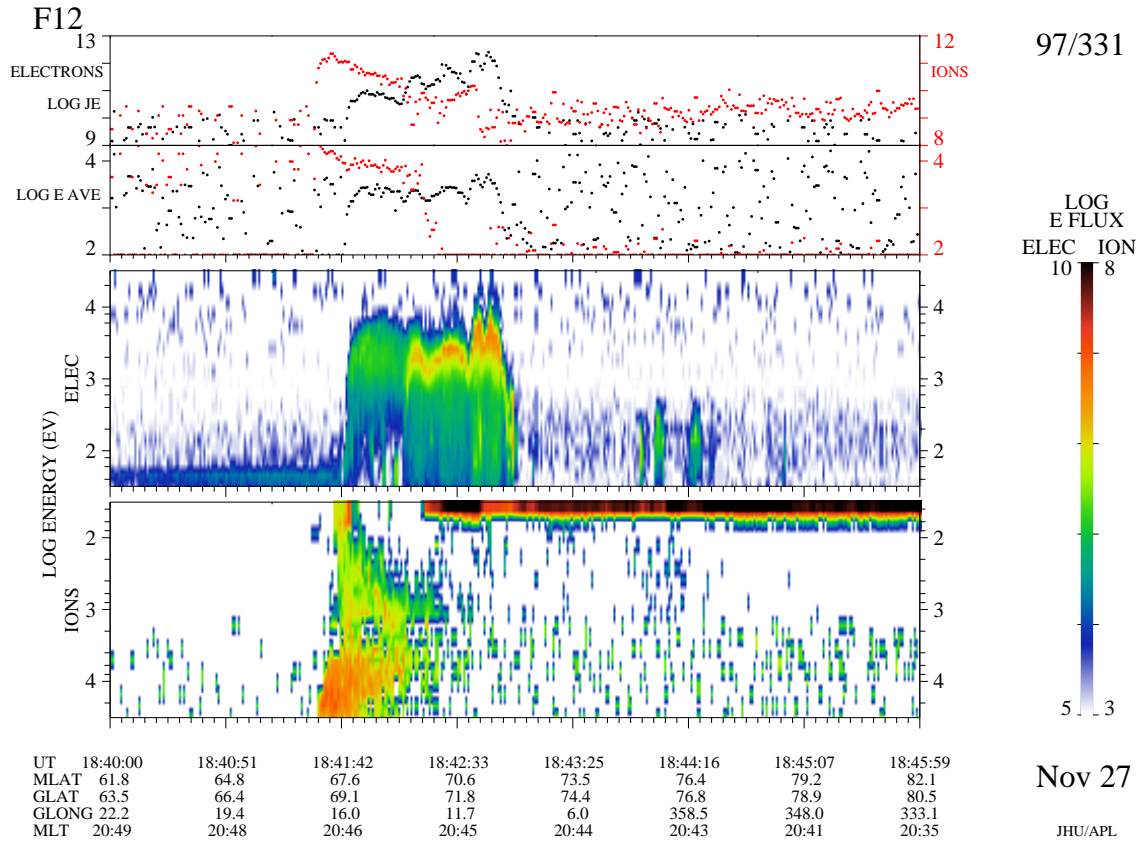 F12
97/331
13
12
ELECTRONS
IONS
LOG JE
9
8
4
4
LOG E AVE
2
2
LOG
E FLUX
ELEC ION
10 8
5 3
4
4
3
3
2
2
ELEC
LOG ENERGY (EV)
2
2
3
3
4
4
IONS
UT 18:40:00 18:40:51 18:41:42 18:42:33 18:43:25 18:44:16 18:45:07 18:45:59
MLAT 61.8 64.8 67.6 70.6 73.5 76.4 79.2 82.1
GLAT 63.5 66.4 69.1 71.8 74.4 76.8 78.9 80.5
GLONG 22.2 19.4 16.0 11.7 6.0 358.5 348.0 333.1
MLT 20:49 20:48 20:46 20:45 20:44 20:43 20:41 20:35
Nov 27
JHU/APL